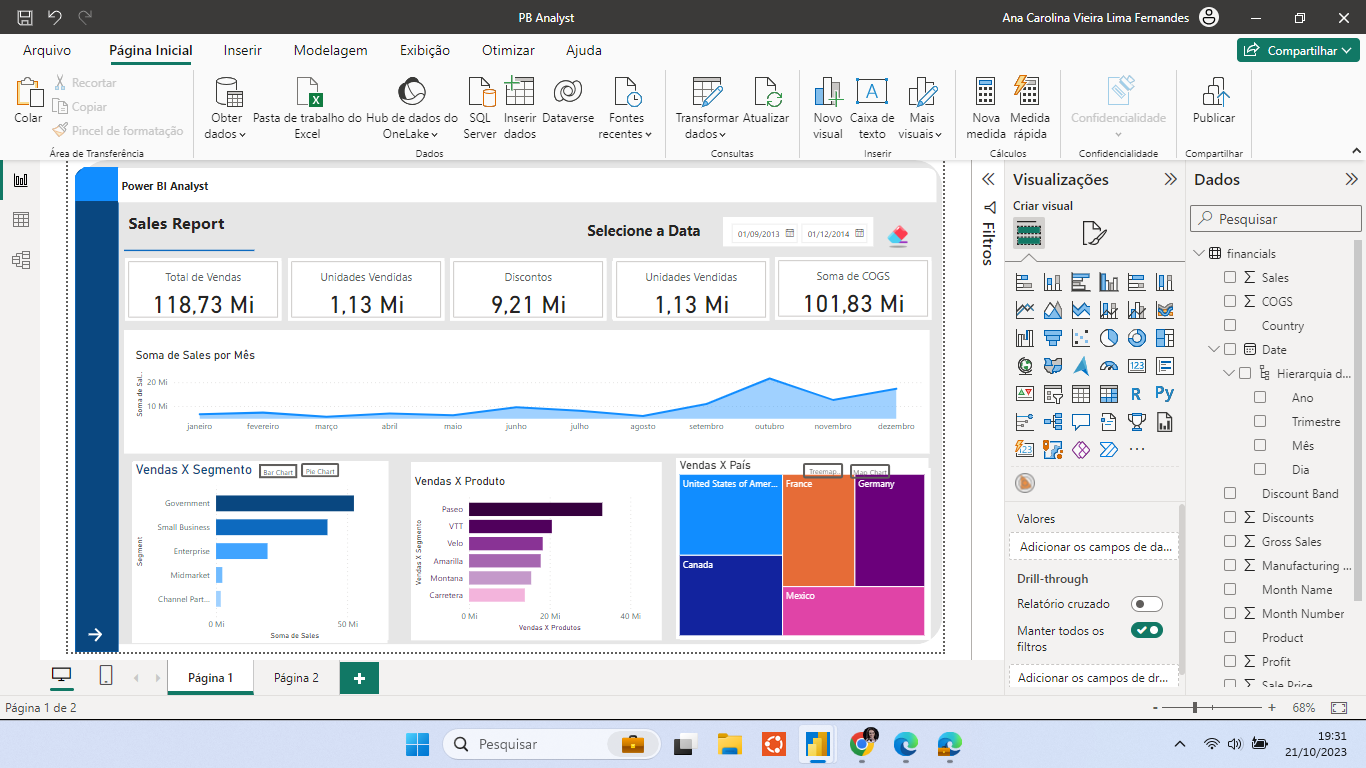 PB Analyst
Ana Carolina Vieira Lima Fernandes
Arquivo
Página Inicial
Inserir
Modelagem
Exibição
Otimizar
Ajuda
Compartilhar
Colar
Recortar
Copiar
Pincel de formatação
Área de Transferência
Obter dados
Pasta de trabalho do Excel
Hub de dados do OneLake
SQL Server
Inserir dados
Dataverse
Fontes recentes
Dados
Transformar dados
Atualizar
Consultas
Novo visual
Caixa de texto
Mais visuais
Inserir
Nova medida
Medida rápida
Cálculos
Confidencialidade
Confidencialidade
Publicar
Compartilhar
Power BI Analyst
Sales Report
Selecione a Data
01/09/2013
01/12/2014
Total de Vendas
118,73 Mi
Unidades Vendidas
1,13 Mi
Discontos
9,21 Mi
Unidades Vendidas
1,13 Mi
Soma de COGS
101,83 Mi
Soma de Sales por Mês
Soma de Sal...
20 Mi
10 Mi
janeiro
fevereiro
março
abril
maio
junho
julho
agosto
setembro
outubro
novembro
dezembro
Vendas X Segmento
Bar Chart
Pie Chart
Segment
Government
Small Business
Enterprise
Midmarket
Channel Part...
0 Mi
50 Mi
Soma de Sales
Vendas X Produto
Vendas X Segmento
Paseo
VTT
Velo
Amarilla
Montana
Carretera
0 Mi
20 Mi
40 Mi
Vendas X Produtos
Vendas X País
Treemap
Map Chart
United States of Amer...
France
Germany
Canada
Mexico
Filtros
Visualizações
Criar visual
123
R
Py
123
Valores
Adicionar os campos de da...
Drill-through
Relatório cruzado
Manter todos os filtros
Adicionar os campos de dr...
Dados
Pesquisar
financials
Sales
COGS
Country
Date
Hierarquia d...
Ano
Trimestre
Mês
Dia
Discount Band
Discounts
Gross Sales
Manufacturing ...
Month Name
Month Number
Product
Profit
Sale Price
Página 1
Página 2
Página 1 de 2
68%
Pesquisar
19:31
21/10/2023